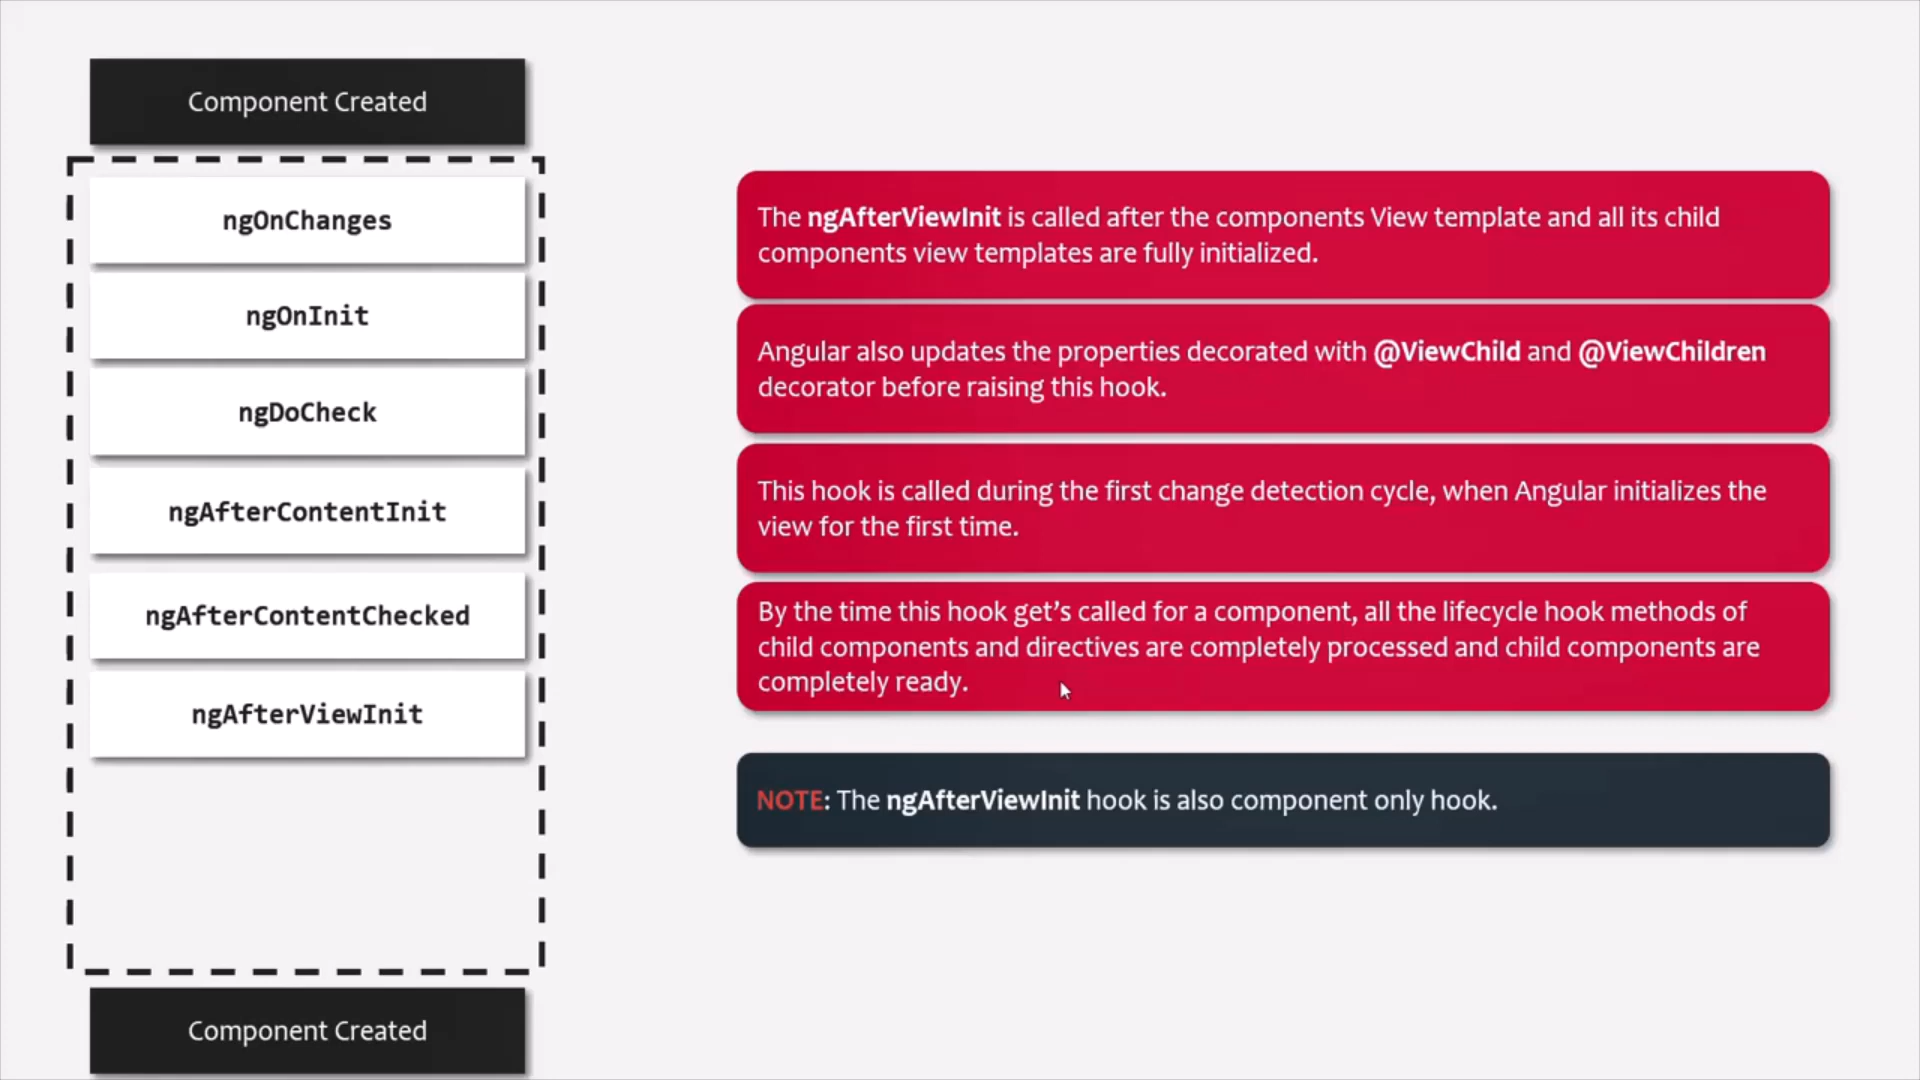 Component Created
ngOnChanges
ngOnInit
ngDoCheck
ngAfterContentInit
ngAfterContentChecked
ngAfterViewInit
Component Created
The ngAfterViewInit is called after the components View template and all its child
components view templates are fully initialized.
Angular also updates the properties decorated with @ViewChild and @ViewChildren
decorator before raising this hook.
This hook is called during the first change detection cycle, when Angular initializes the
view for the first time.
By the time this hook get’s called for a component, all the lifecycle hook methods of
child components and directives are completely processed and child components are
completely ready.
NOTE: The ngAfterViewInit hook is also component only hook.